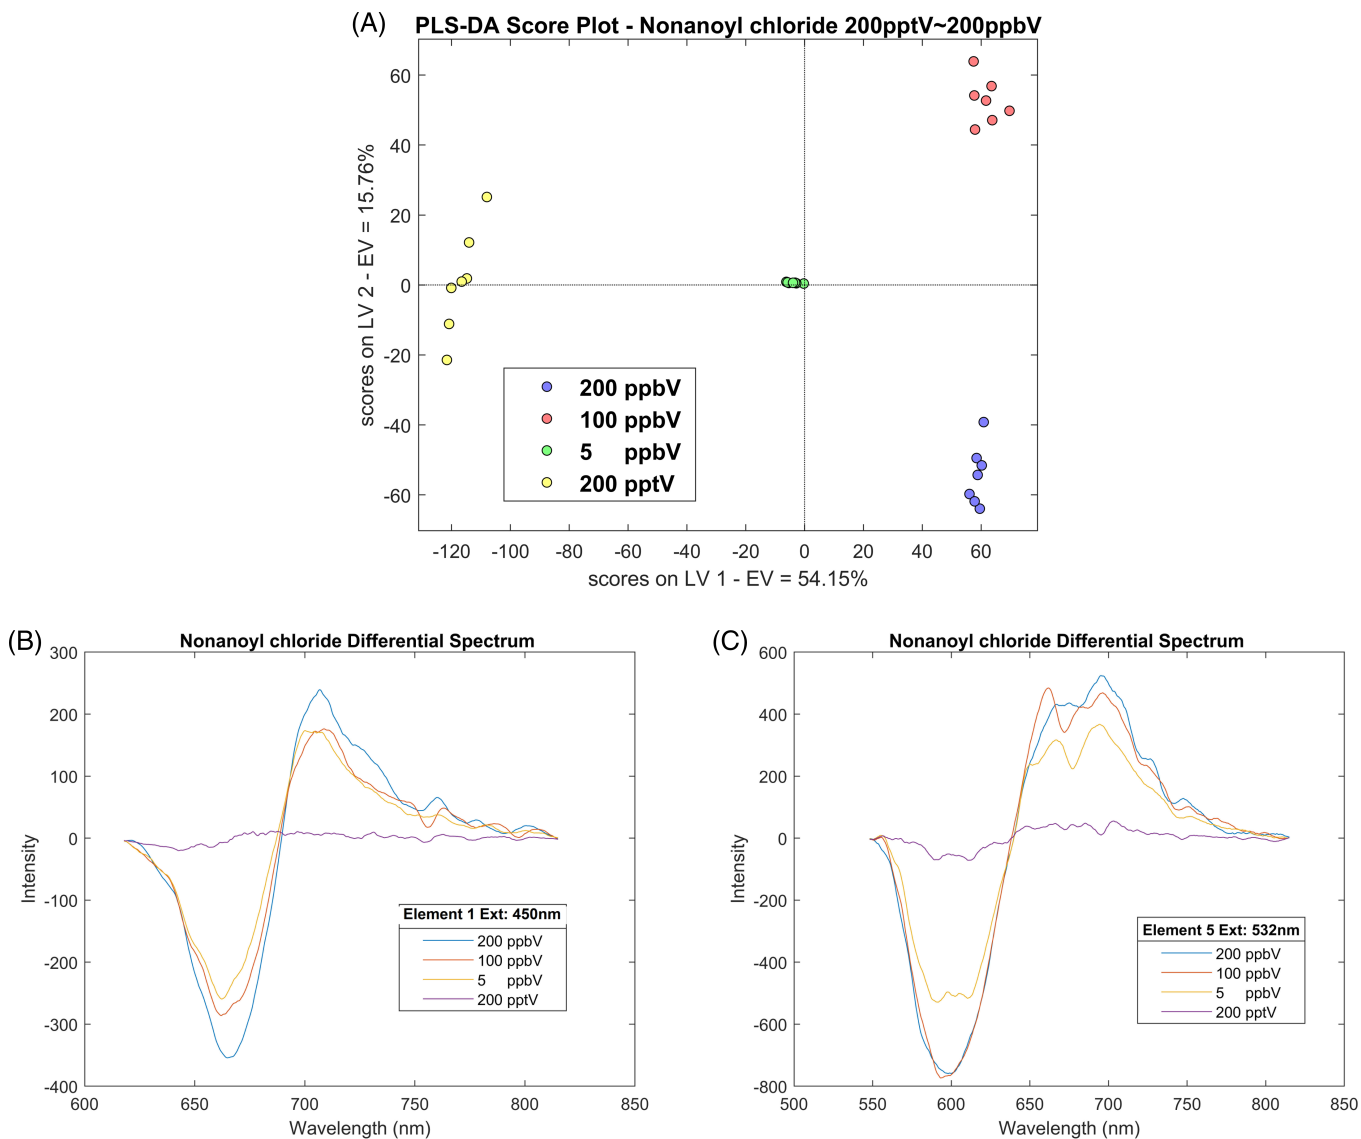 (A)
PLS-DA Score Plot - Nonanoyl chloride 200pptV~200ppbV
60
40
20
0
-20
-40
-60
scores on LV 2 - EV = 15.76%
200 ppbV
100 ppbV
5 ppbV
200 pptV
-120 -100 -80 -60 -40 -20 0 20 40 60
scores on LV 1 - EV = 54.15%
(B)
Nonanoyl chloride Differential Spectrum
300
200
100
0
-100
-200
-300
-400
Intensity
Element 1 Ext: 450nm
200 ppbV
100 ppbV
5 ppbV
200 pptV
600 650 700 750 800 850
Wavelength (nm)
(C)
Nonanoyl chloride Differential Spectrum
600
400
200
0
-200
-400
-600
-800
Intensity
Element 5 Ext: 532nm
200 ppbV
100 ppbV
5 ppbV
200 pptV
500 550 600 650 700 750 800 850
Wavelength (nm)